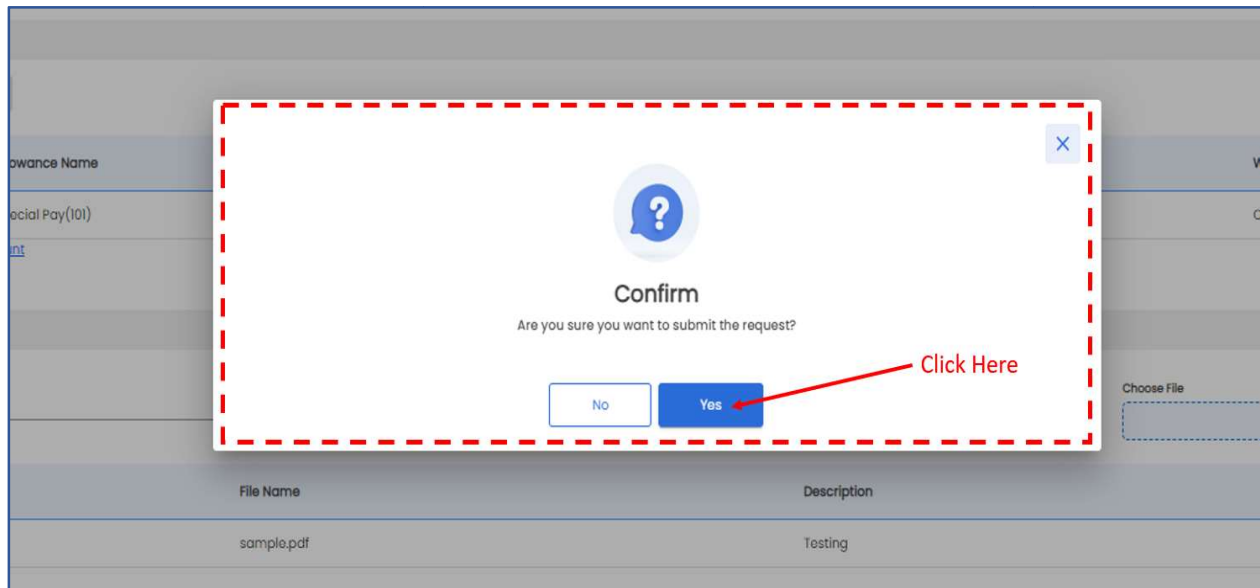 owance Name
W
ecial Pay(101)
unt
Confirm
Are you sure you want to submit the request?
Click Here
No
Yes
Choose File
File Name
Description
sample.pdf
Testing